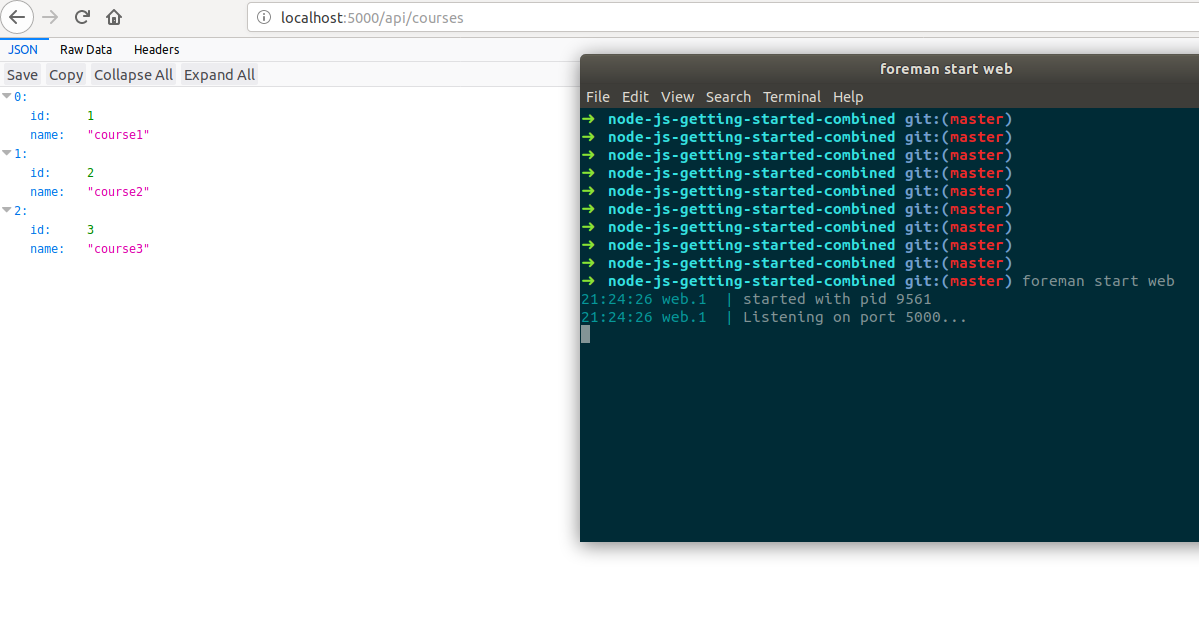 localhost:5000/api/courses
JSON Raw Data Headers
Save Copy Collapse All Expand All
0:
id: 1
name: "course1"
1:
id: 2
name: "course2"
2:
id: 3
name: "course3"
foreman start web
File Edit View Search Terminal Help
➜ node-js-getting-started-combined git:(master)
➜ node-js-getting-started-combined git:(master)
➜ node-js-getting-started-combined git:(master)
➜ node-js-getting-started-combined git:(master)
➜ node-js-getting-started-combined git:(master)
➜ node-js-getting-started-combined git:(master)
➜ node-js-getting-started-combined git:(master)
➜ node-js-getting-started-combined git:(master)
➜ node-js-getting-started-combined git:(master)
➜ node-js-getting-started-combined git:(master) foreman start web
21:24:26 web.1 | started with pid 9561
21:24:26 web.1 | Listening on port 5000...